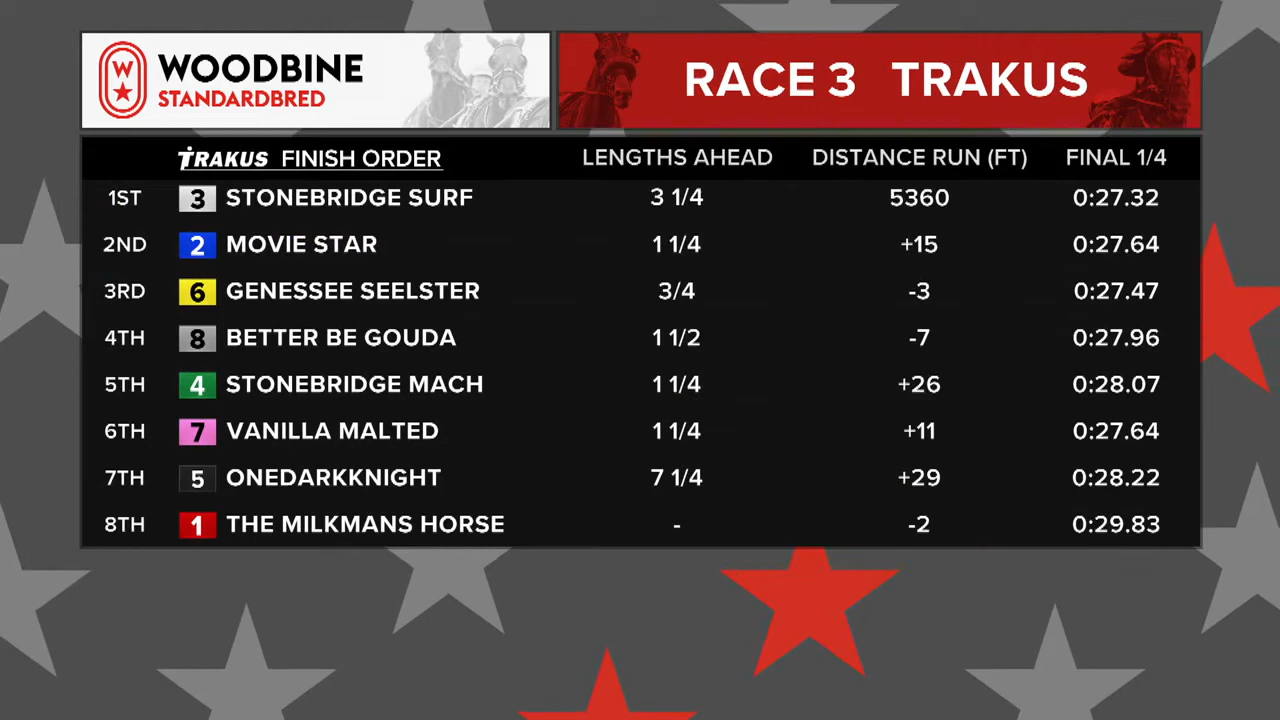 W
WOODBINE
STANDARDBRED
RACE 3 TRAKUS
TRAKUS FINISH ORDER LENGTHS AHEAD DISTANCE RUN (FT) FINAL 1/4
1ST 3 STONEBRIDGE SURF 3 1/4 5360 0:27.32
2ND 2 MOVIE STAR 1 1/4 +15 0:27.64
3RD 6 GENESSEE SEELSTER 3/4 -3 0:27.47
4TH 8 BETTER BE GOUDA 1 1/2 -7 0:27.96
5TH 4 STONEBRIDGE MACH 1 1/4 +26 0:28.07
6TH 7 VANILLA MALTED 1 1/4 +11 0:27.64
7TH 5 ONEDARKKNIGHT 7 1/4 +29 0:28.22
8TH 1 THE MILKMANS HORSE - -2 0:29.83